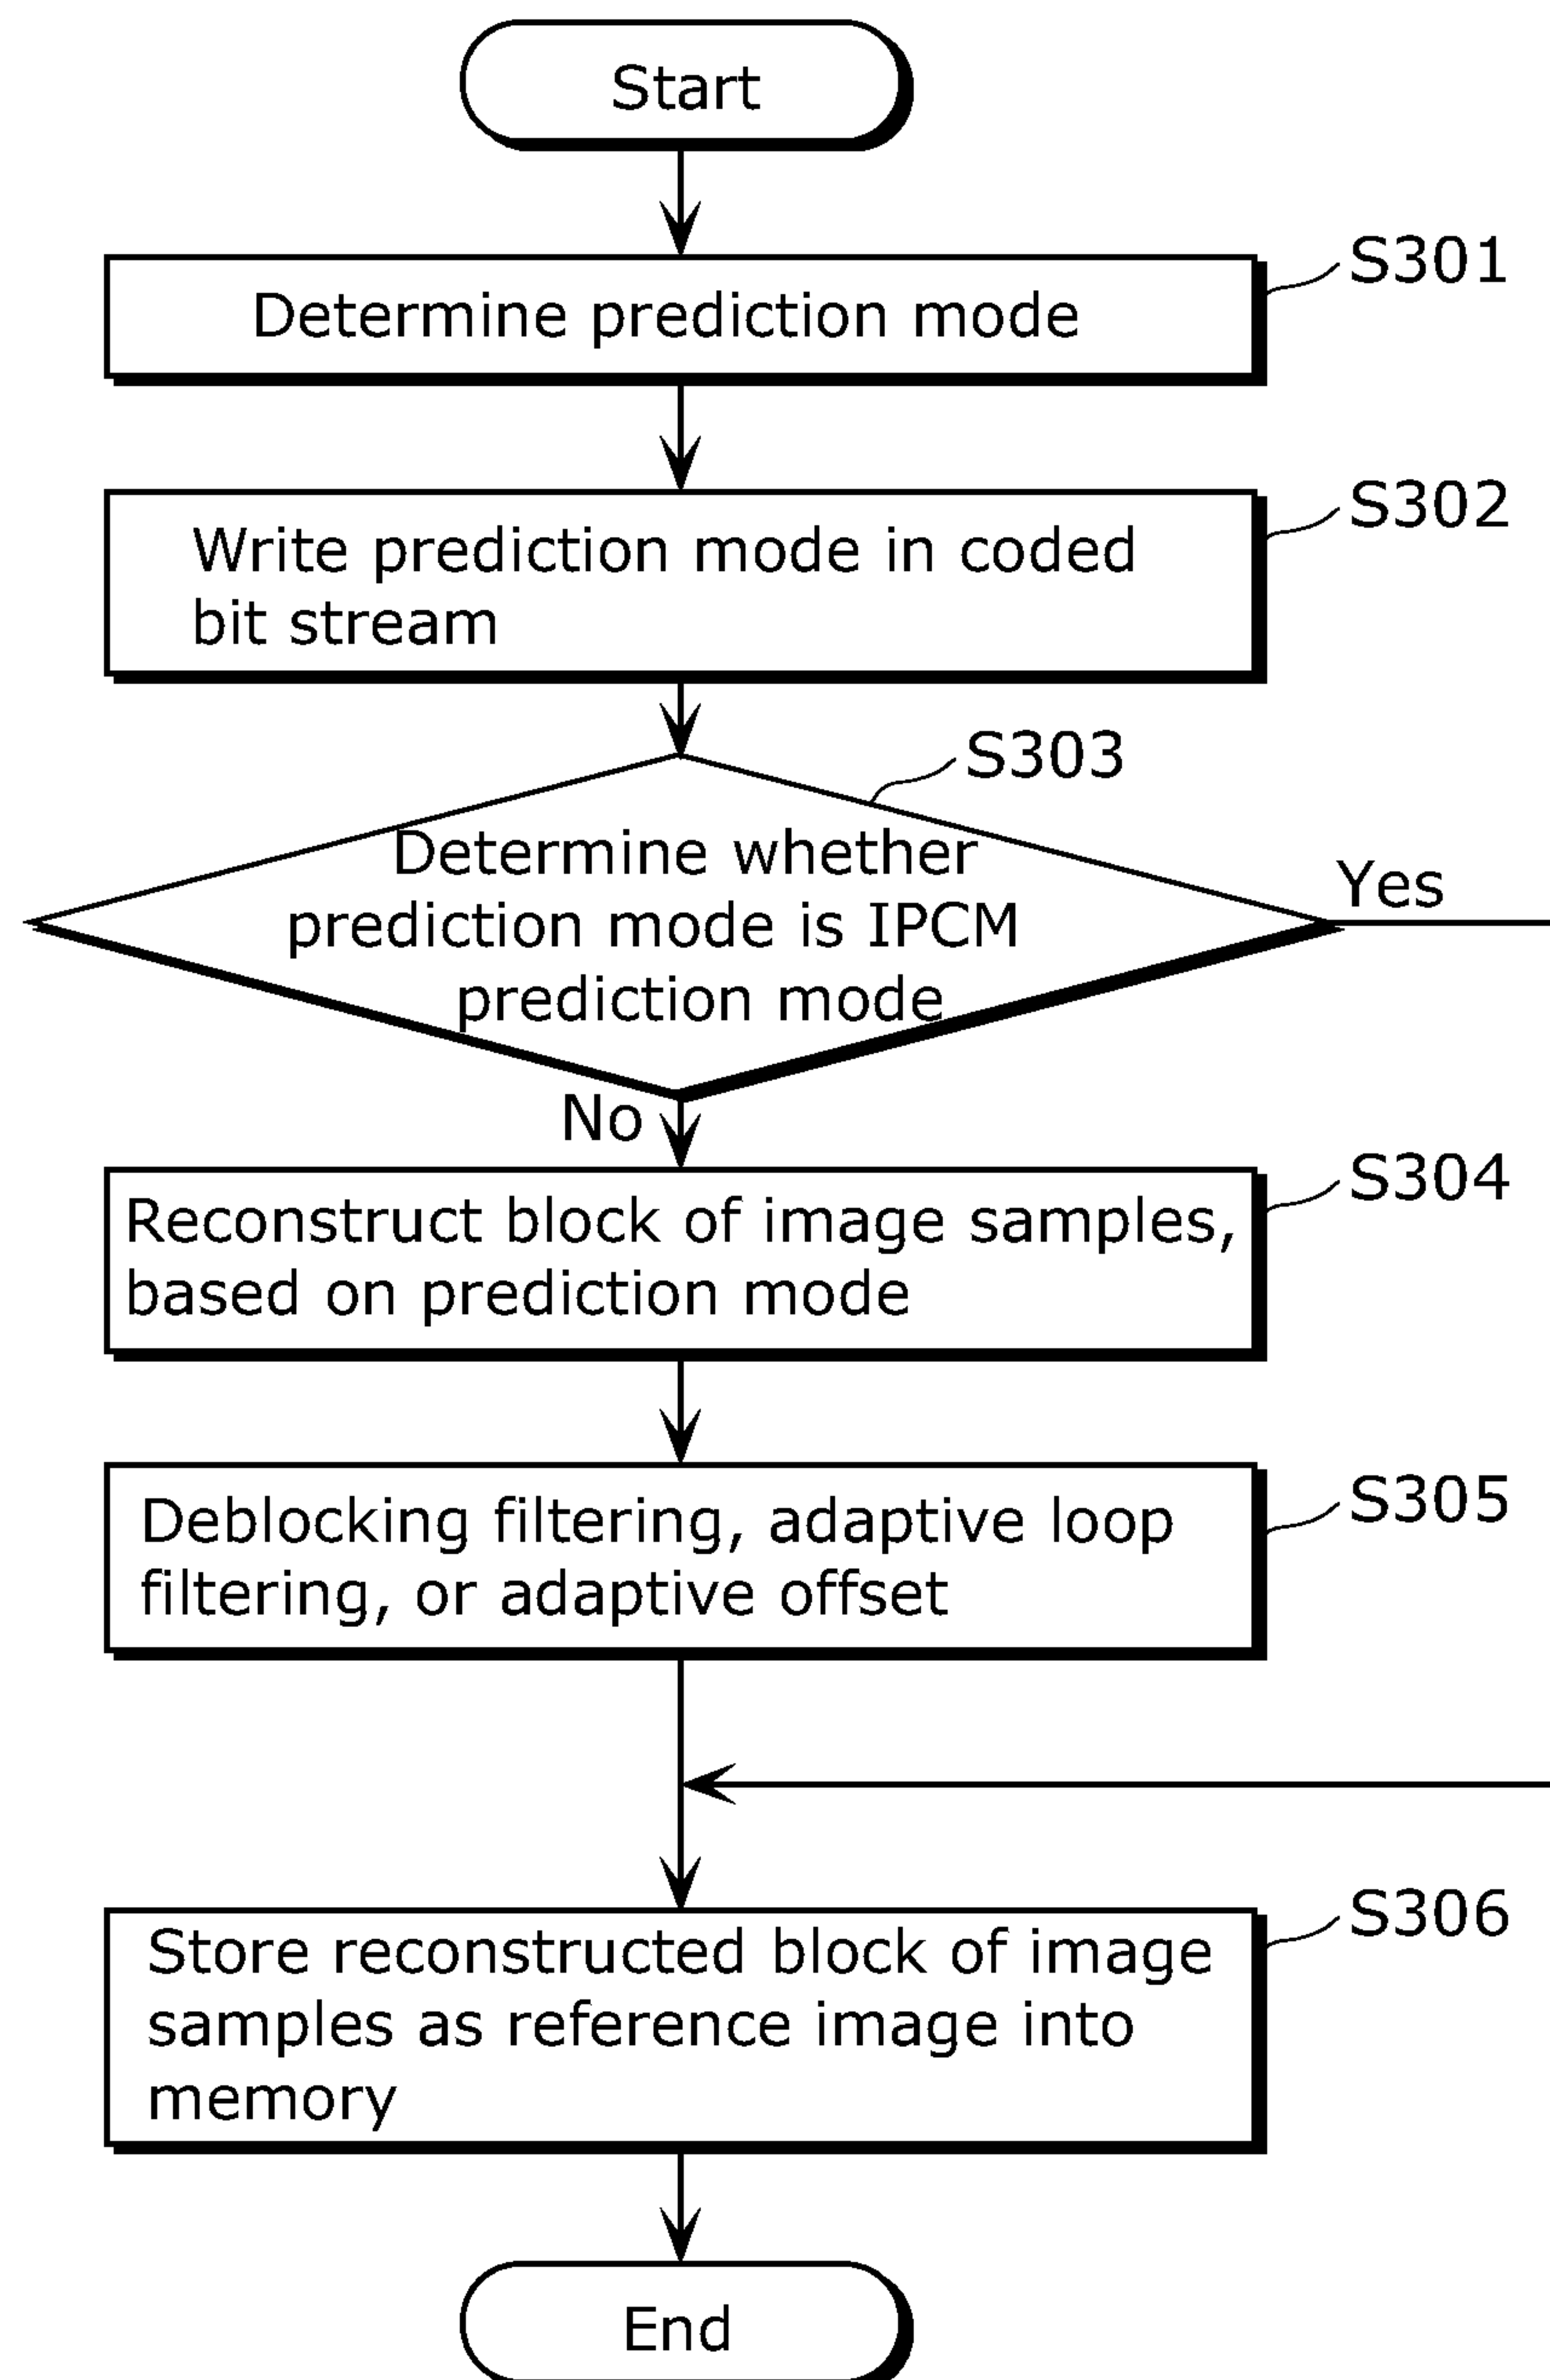 Start
S301
Determine prediction mode
S302
Write prediction mode in coded
bit stream
S303
Determine whether
prediction mode is IPCM
prediction mode
Yes
No
S304
Reconstruct block of image samples,
based on prediction mode
S305
Deblocking filtering, adaptive loop
filtering, or adaptive offset
S306
Store reconstructed block of image
samples as reference image into
memory
End